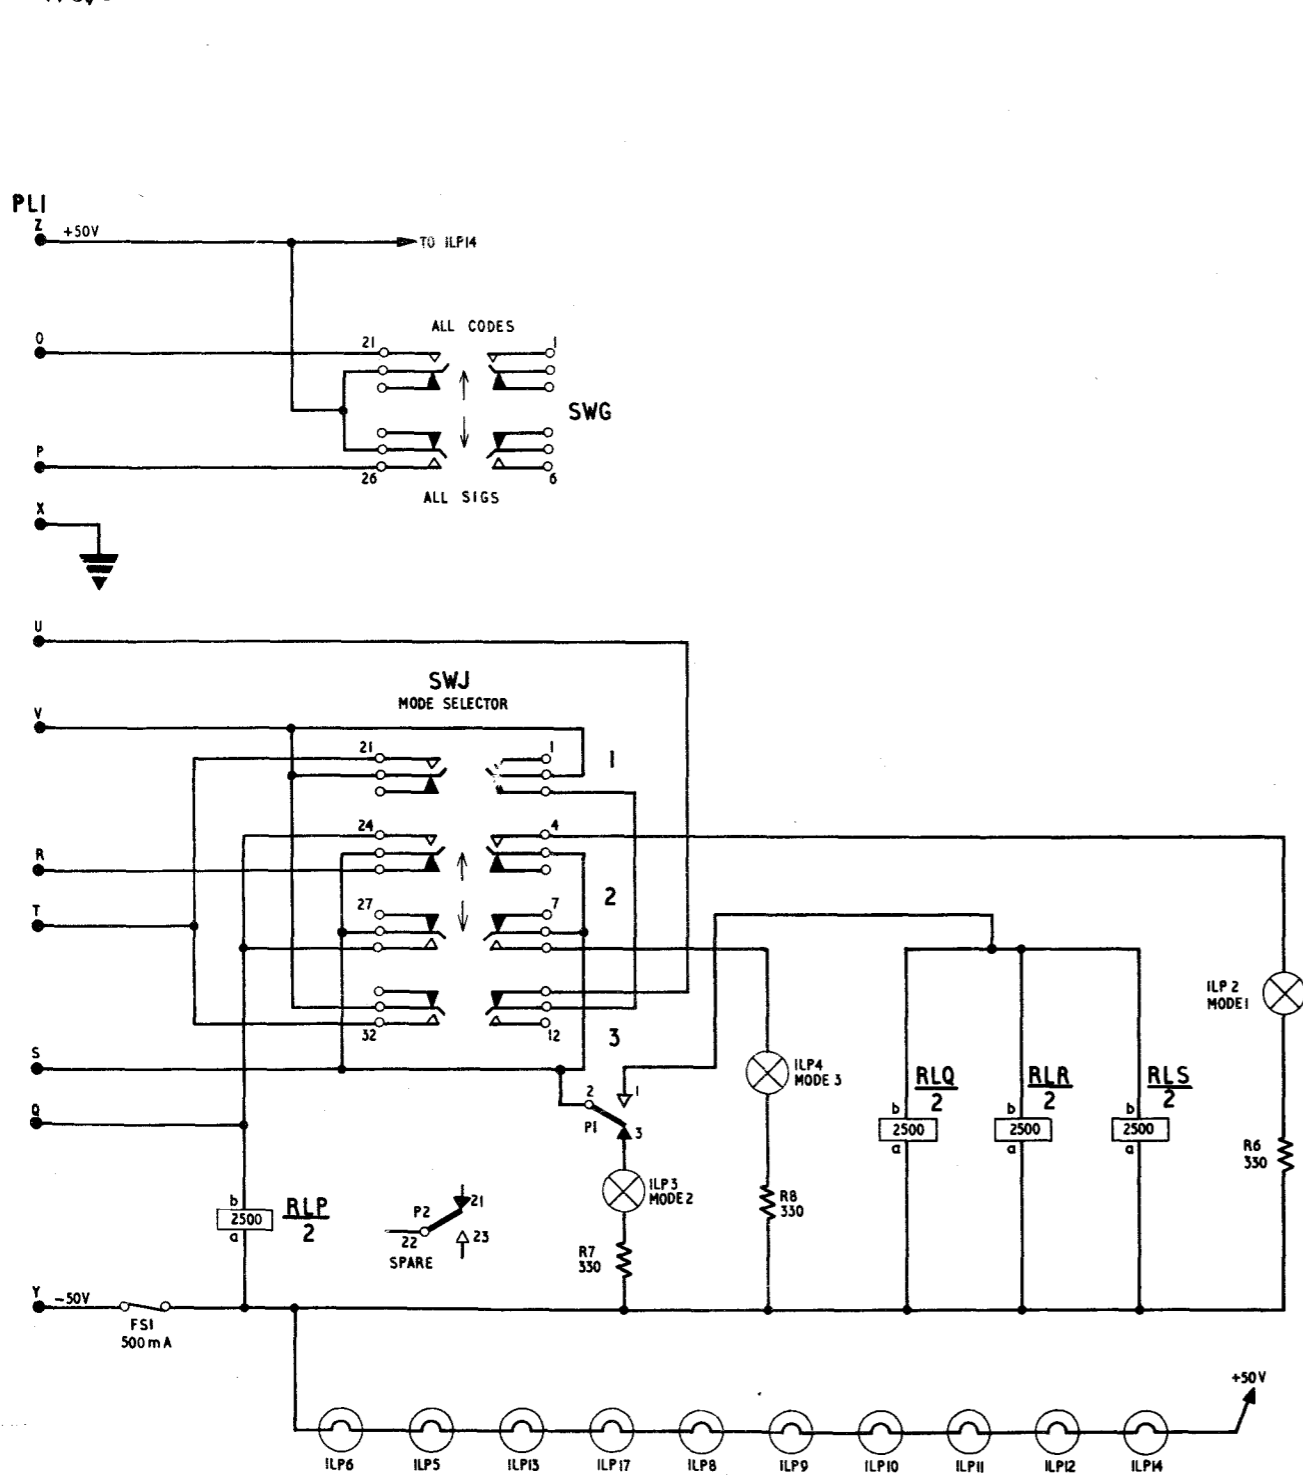 PL1
Z +50V
TO ILP14
O
ALL CODES
21 1
SWG
P
26 6
ALL SIGS
X
U
SWJ
MODE SELECTOR
V
21 1
1
24 4
R
2
27 7
T
32 12
3
S
Q
2 1
P1 3
ILP3
MODE 2
R7
330
ILP4
MODE 3
R8
330
RLQ
2
b
2500
a
RLR
2
b
2500
a
RLS
2
b
2500
a
ILP 2
MODE 1
R6
330
b
2500
a
RLP
2
P2 21
22 23
SPARE
Y -50V
FS1
500mA
+50V
ILP6 ILP5 ILP13 ILP17 ILP8 ILP9 ILP10 ILP11 ILP12 ILP14